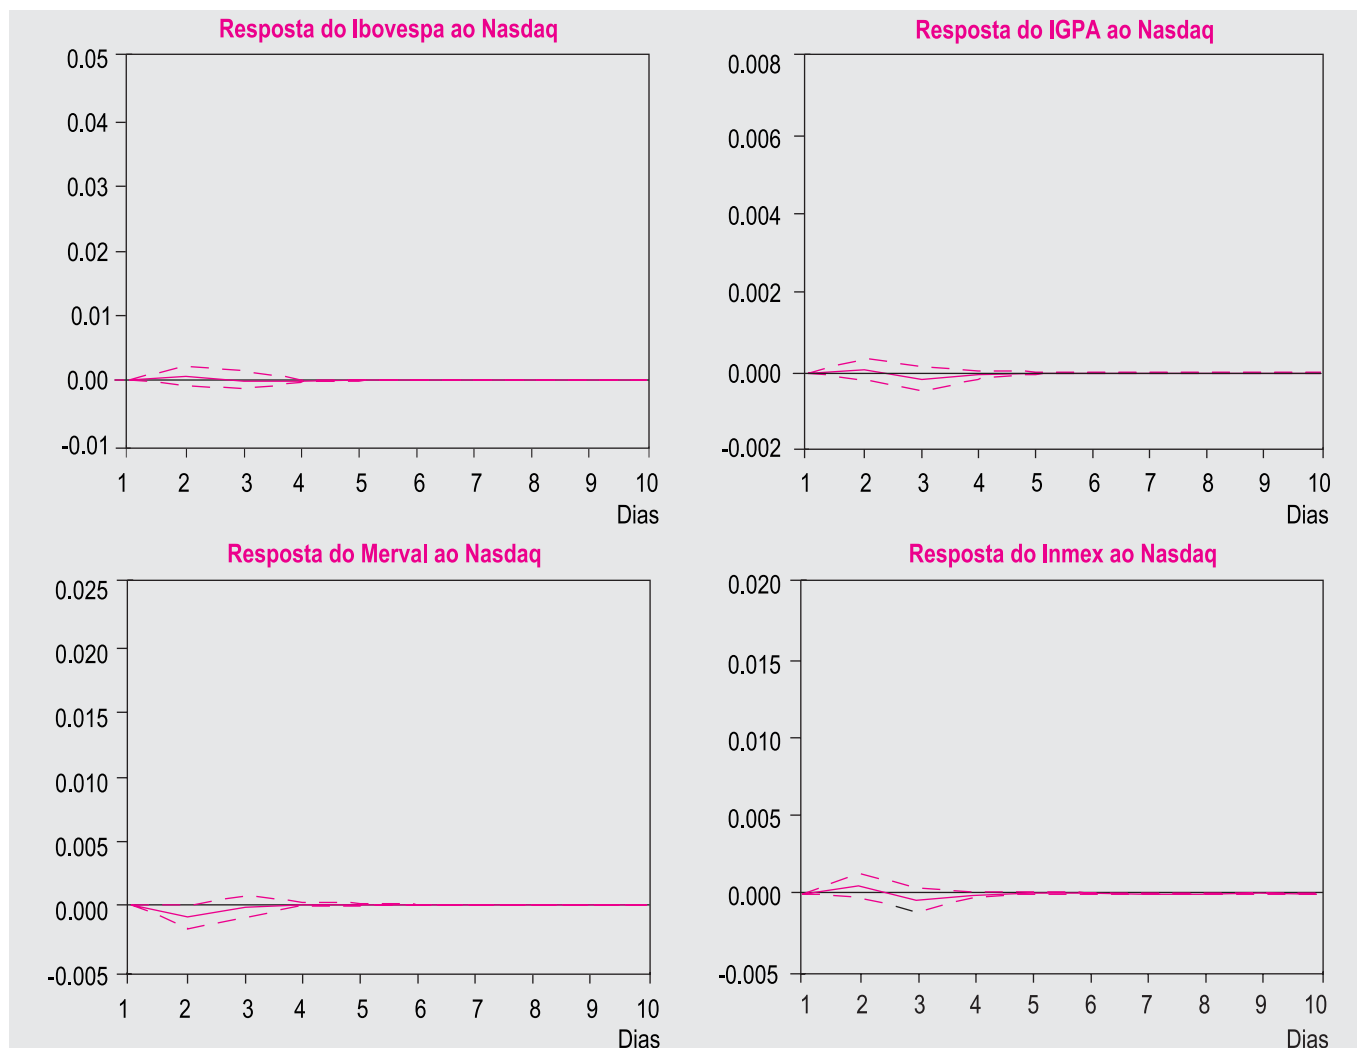 Resposta do Ibovespa ao Nasdaq
0.05
0.04
0.03
0.02
0.01
0.00
-0.01
1 2 3 4 5 6 7 8 9 10
Dias
Resposta do IGPA ao Nasdaq
0.008
0.006
0.004
0.002
0.000
-0.002
1 2 3 4 5 6 7 8 9 10
Dias
Resposta do Merval ao Nasdaq
0.025
0.020
0.015
0.010
0.005
0.000
-0.005
1 2 3 4 5 6 7 8 9 10
Dias
Resposta do Inmex ao Nasdaq
0.020
0.015
0.010
0.005
0.000
-0.005
1 2 3 4 5 6 7 8 9 10
Dias